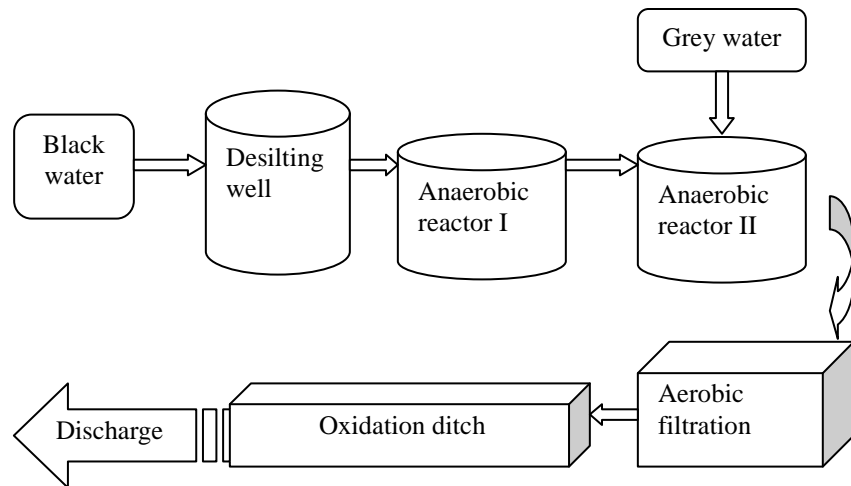 Grey water
Black
water
Desilting
well
Anaerobic
reactor I
Anaerobic
reactor II
Aerobic
filtration
Oxidation ditch
Discharge